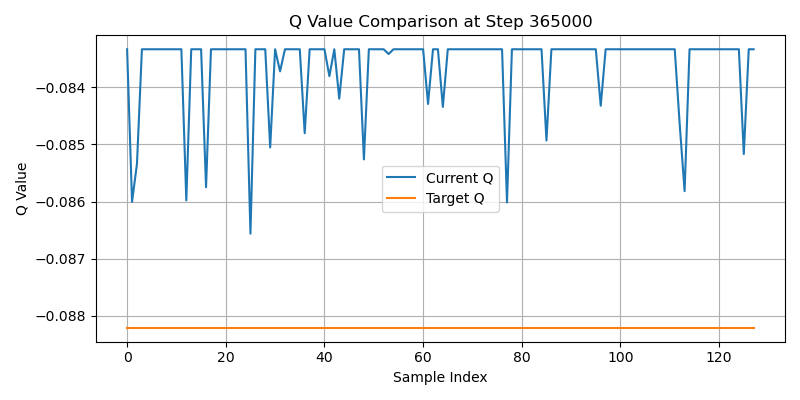 Q Value Comparison at Step 365000
−0.084
−0.085
−0.086
−0.087
−0.088
Q Value
Current Q
Target Q
0 20 40 60 80 100 120
Sample Index